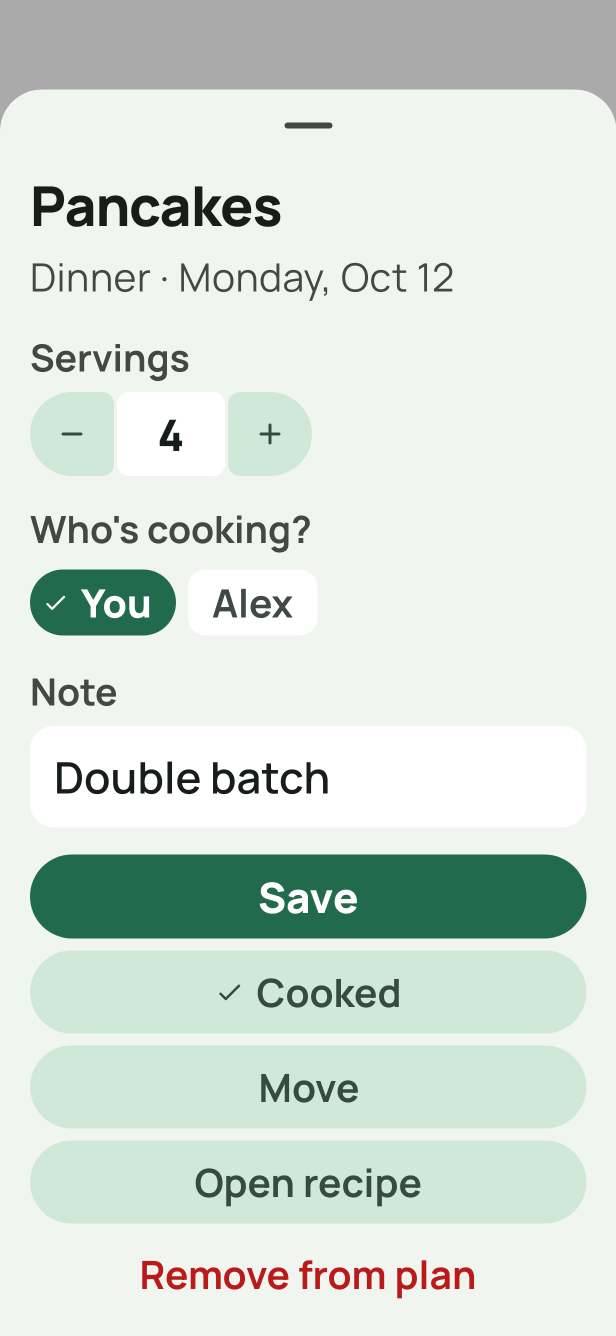 Pancakes
Dinner · Monday, Oct 12
Servings
− 4 +
Who's cooking?
✓ You Alex
Note
Double batch
Save
✓ Cooked
Move
Open recipe
Remove from plan